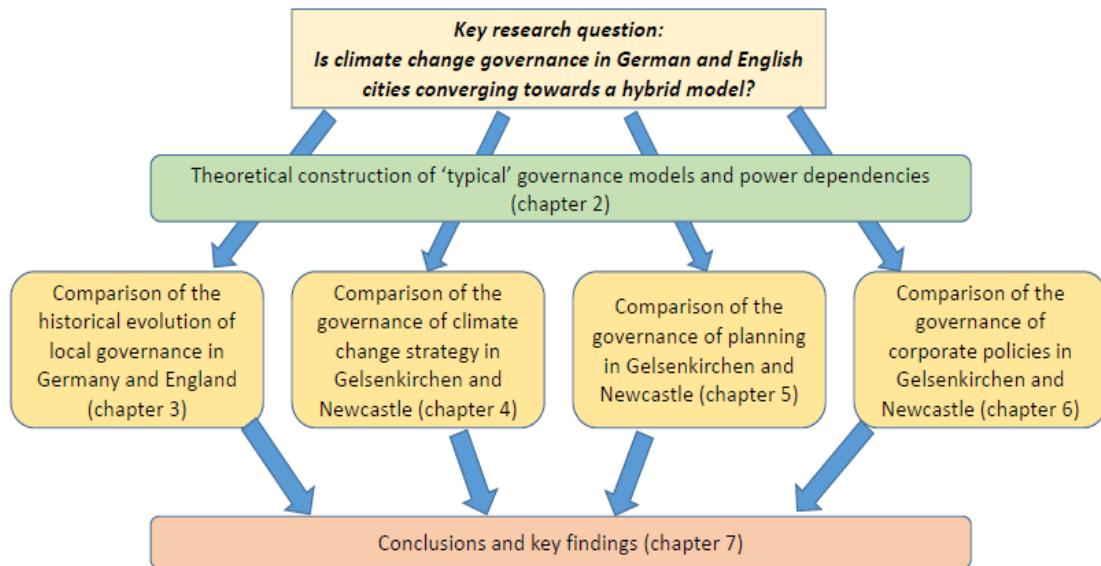 Key research question:
Is climate change governance in German and English
cities converging towards a hybrid model?
Theoretical construction of ‘typical’ governance models and power dependencies
(chapter 2)
Comparison of the
historical evolution of
local governance in
Germany and England
(chapter 3)
Comparison of the
governance of climate
change strategy in
Gelsenkirchen and
Newcastle (chapter 4)
Comparison of the
governance of planning
in Gelsenkirchen and
Newcastle (chapter 5)
Comparison of the
governance of
corporate policies in
Gelsenkirchen and
Newcastle (chapter 6)
Conclusions and key findings (chapter 7)